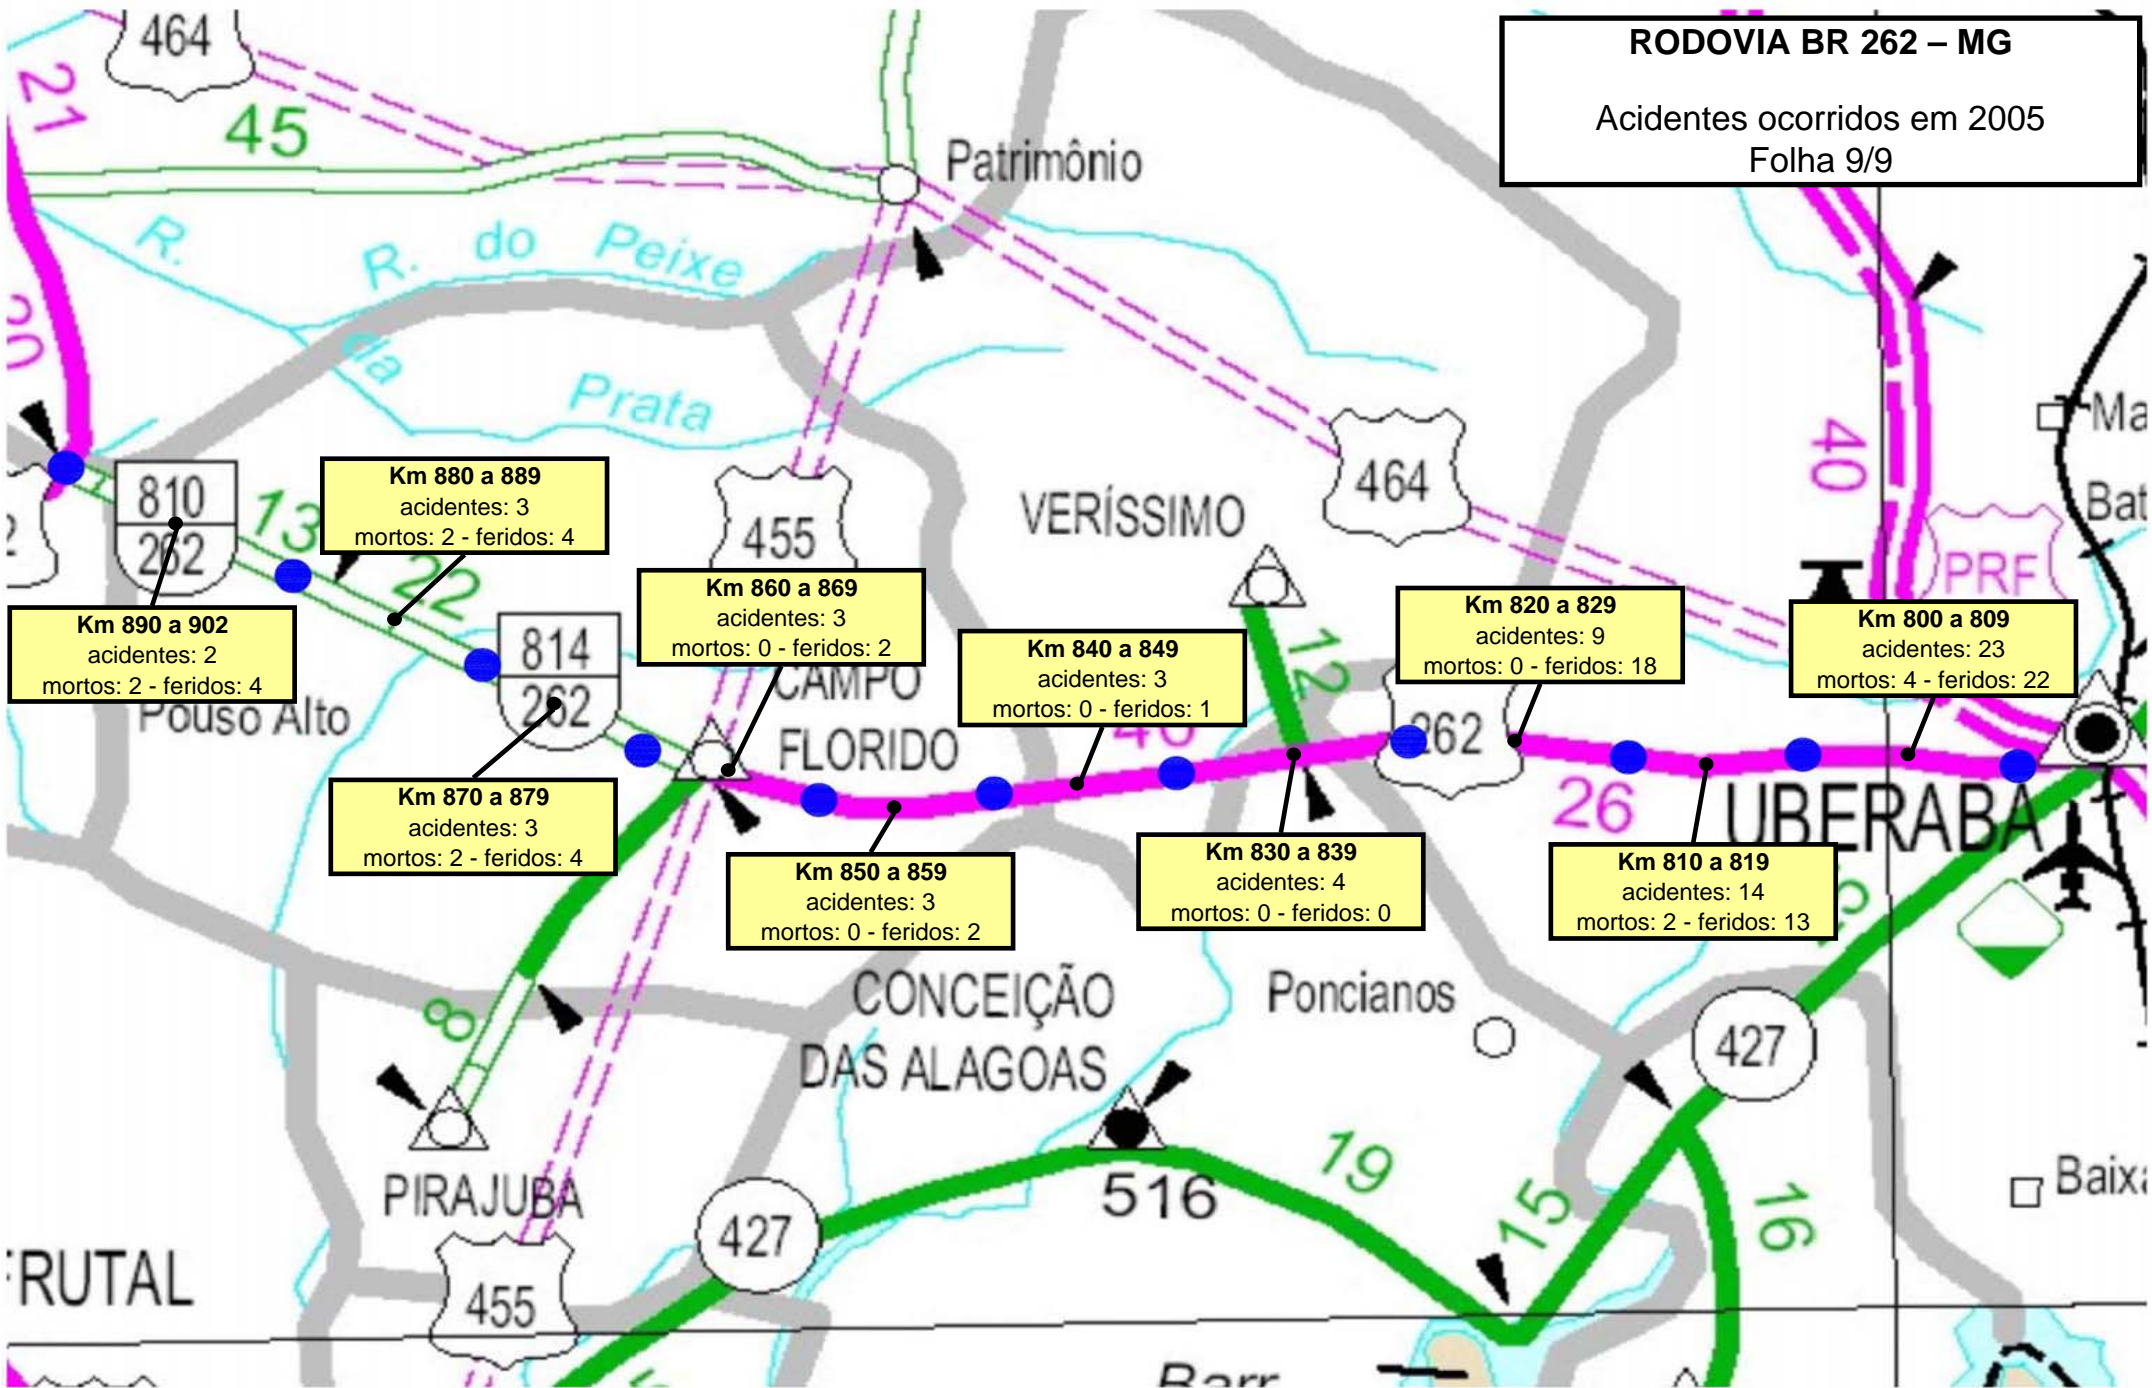 RODOVIA BR 262 – MG
Acidentes ocorridos em 2005
Folha 9/9
464
21
45
Patrimônio
R.
R. do Peixe
da
Prata
40
Ma
Bat
PRF
464
VERÍSSIMO
455
810
262
13
22
Km 880 a 889
acidentes: 3
mortos: 2 - feridos: 4
Km 890 a 902
acidentes: 2
mortos: 2 - feridos: 4
Pouso Alto
814
262
Km 860 a 869
acidentes: 3
mortos: 0 - feridos: 2
CAMPO
FLORIDO
Km 840 a 849
acidentes: 3
mortos: 0 - feridos: 1
12
262
Km 820 a 829
acidentes: 9
mortos: 0 - feridos: 18
Km 800 a 809
acidentes: 23
mortos: 4 - feridos: 22
26
UBERABA
Km 870 a 879
acidentes: 3
mortos: 2 - feridos: 4
Km 850 a 859
acidentes: 3
mortos: 0 - feridos: 2
Km 830 a 839
acidentes: 4
mortos: 0 - feridos: 0
Km 810 a 819
acidentes: 14
mortos: 2 - feridos: 13
8
CONCEIÇÃO
DAS ALAGOAS
Poncianos
427
PIRAJUBA
427
516
19
15
16
Baixa
FRUTAL
455
Barr